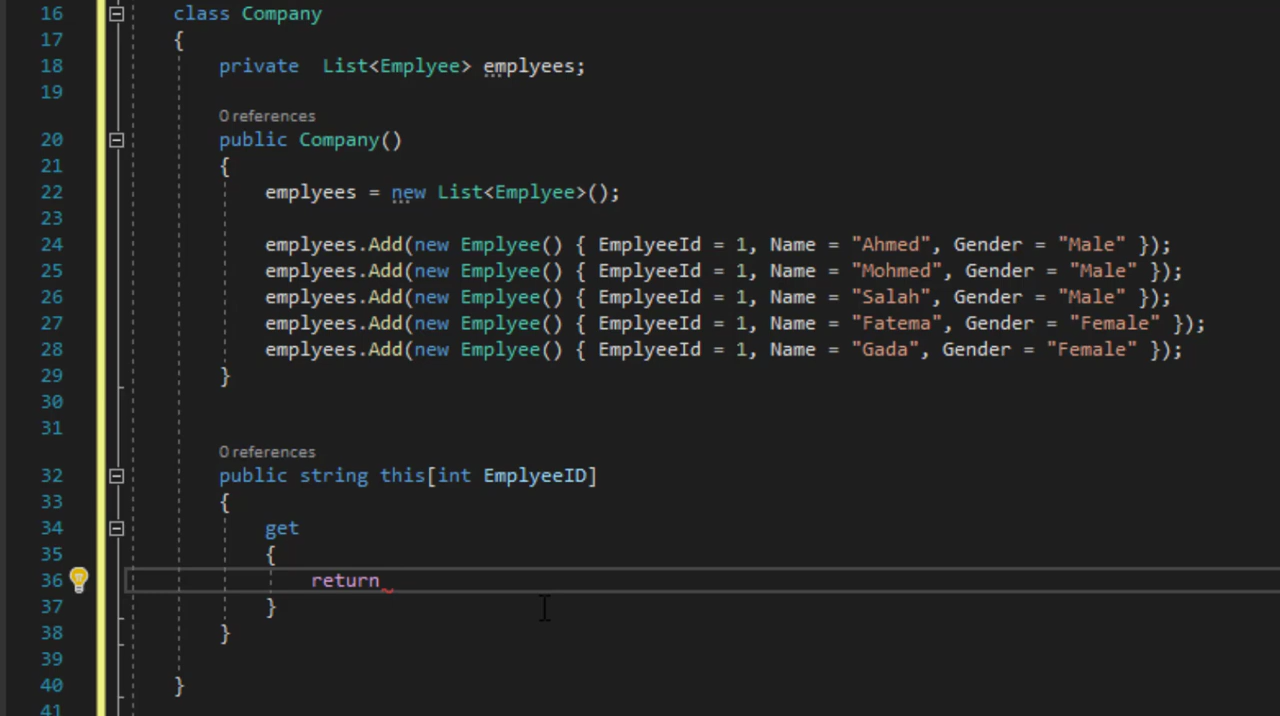 16 class Company
17 {
18 private  List<Emplyee> emplyees;
19
0 references
20 public Company()
21 {
22 emplyees = new List<Emplyee>();
23
24 emplyees.Add(new Emplyee() { EmplyeeId = 1, Name = "Ahmed", Gender = "Male" });
25 emplyees.Add(new Emplyee() { EmplyeeId = 1, Name = "Mohmed", Gender = "Male" });
26 emplyees.Add(new Emplyee() { EmplyeeId = 1, Name = "Salah", Gender = "Male" });
27 emplyees.Add(new Emplyee() { EmplyeeId = 1, Name = "Fatema", Gender = "Female" });
28 emplyees.Add(new Emplyee() { EmplyeeId = 1, Name = "Gada", Gender = "Female" });
29 }
30
31
0 references
32 public string this[int EmplyeeID]
33 {
34 get
35 {
36 return
37 }
38 }
39
40 }
41